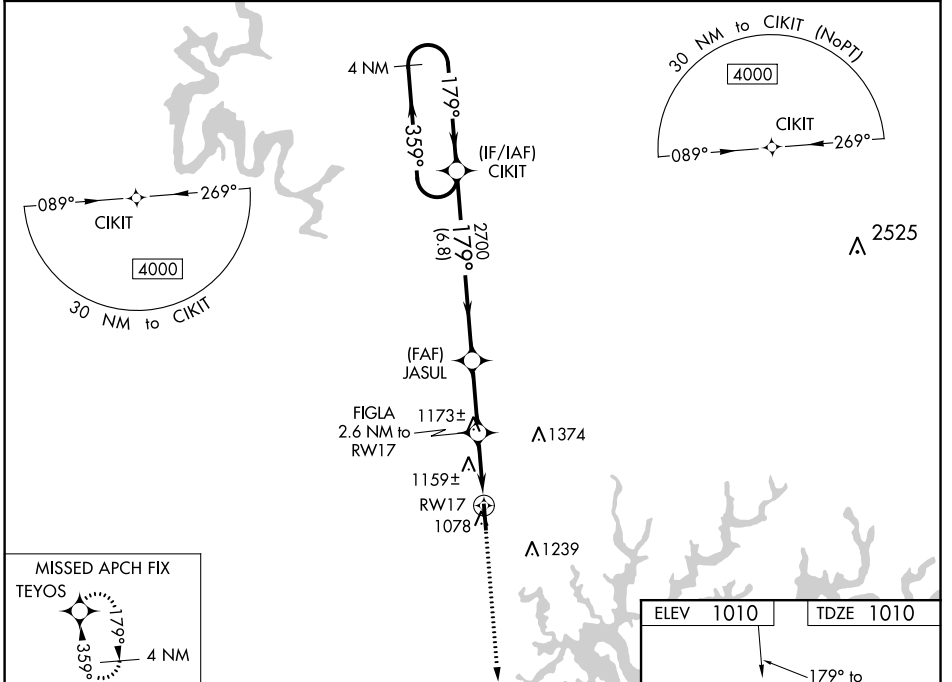 4 NM
179°
359°
(IF/IAF)
CIKIT
30 NM to CIKIT (NoPT)
4000
CIKIT
089°
269°
089°
269°
CIKIT
4000
30 NM to CIKIT
2700
179°
(6.8)
2525
(FAF)
JASUL
FIGLA
2.6 NM to
RW17
1173±
1374
1159±
RW17
1078
1239
MISSED APCH FIX
TEYOS
179°
359°
4 NM
ELEV 1010
TDZE 1010
179° to